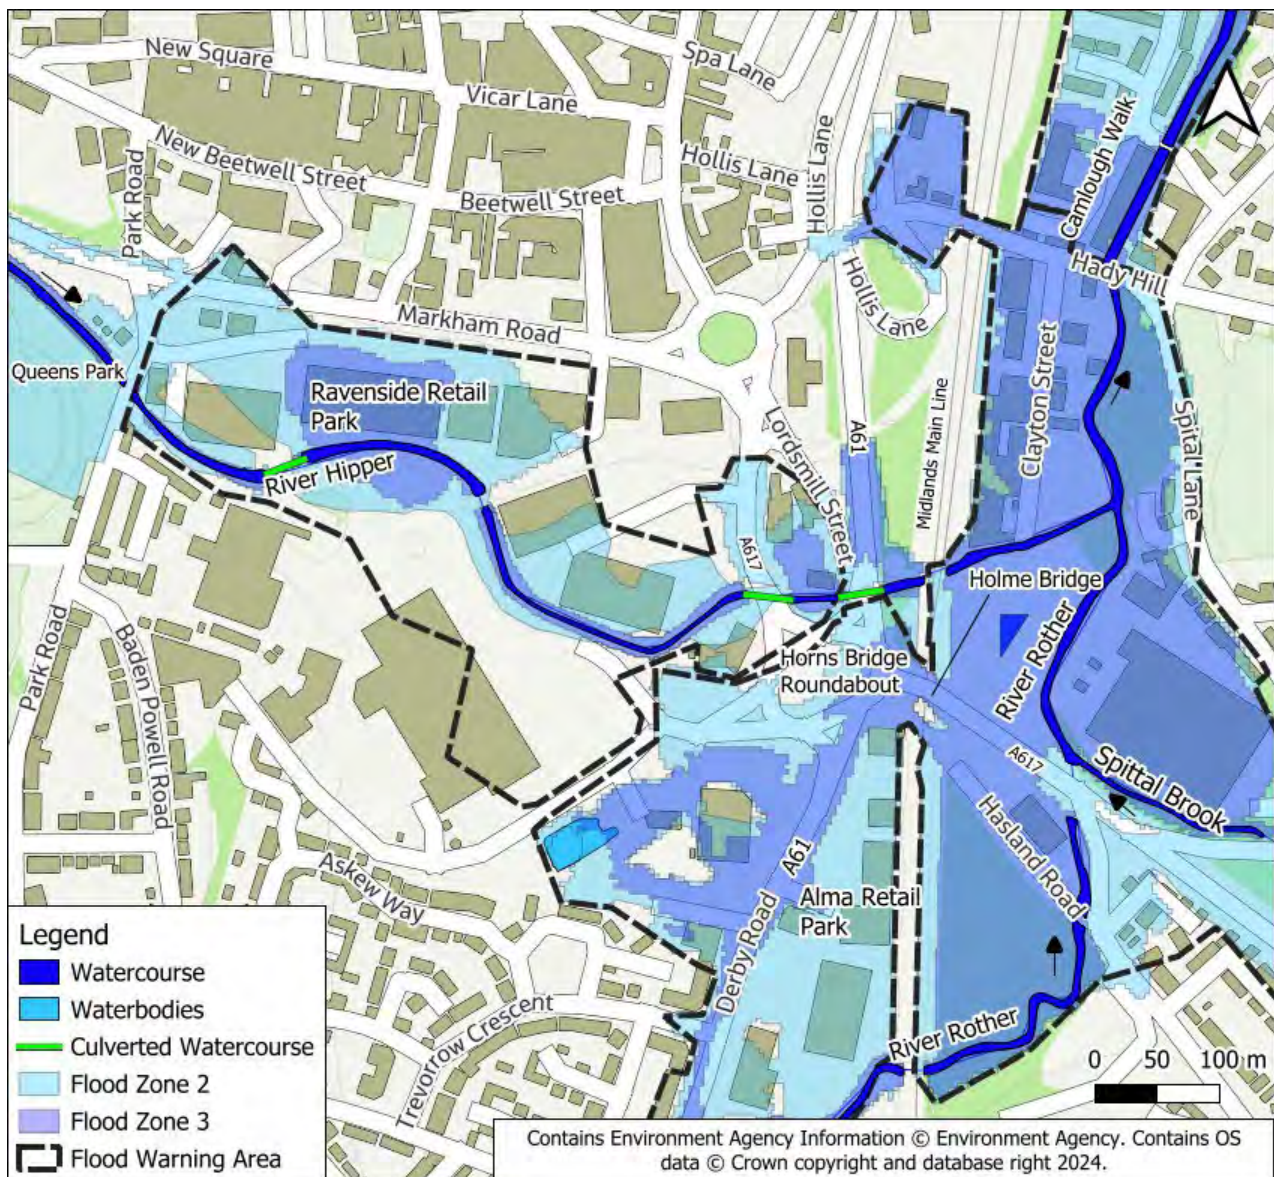 New Square
Spa Lane
Vicar Lane
Camlough Walk
New Beetwell Street
Hollis Lane
Hollis Lane
Beetwell Street
Park Road
Hady Hill
Hollis Lane
Markham Road
Queens Park
Ravenside Retail
Park
Clayton Street
Midlands Main Line
Lordsmill Street
A61
Spital Lane
River Hipper
A617
Holme Bridge
Park Road
Baden Powell Road
Horns Bridge
Roundabout
River Rother
A617
Spittal Brook
Hasland Road
A61
Askew Way
Alma Retail
Park
Derby Road
Trevorrow Crescent
River Rother
Legend
Watercourse
Waterbodies
Culverted Watercourse
Flood Zone 2
Flood Zone 3
Flood Warning Area
0 50 100 m
Contains Environment Agency Information © Environment Agency. Contains OS
data © Crown copyright and database right 2024.